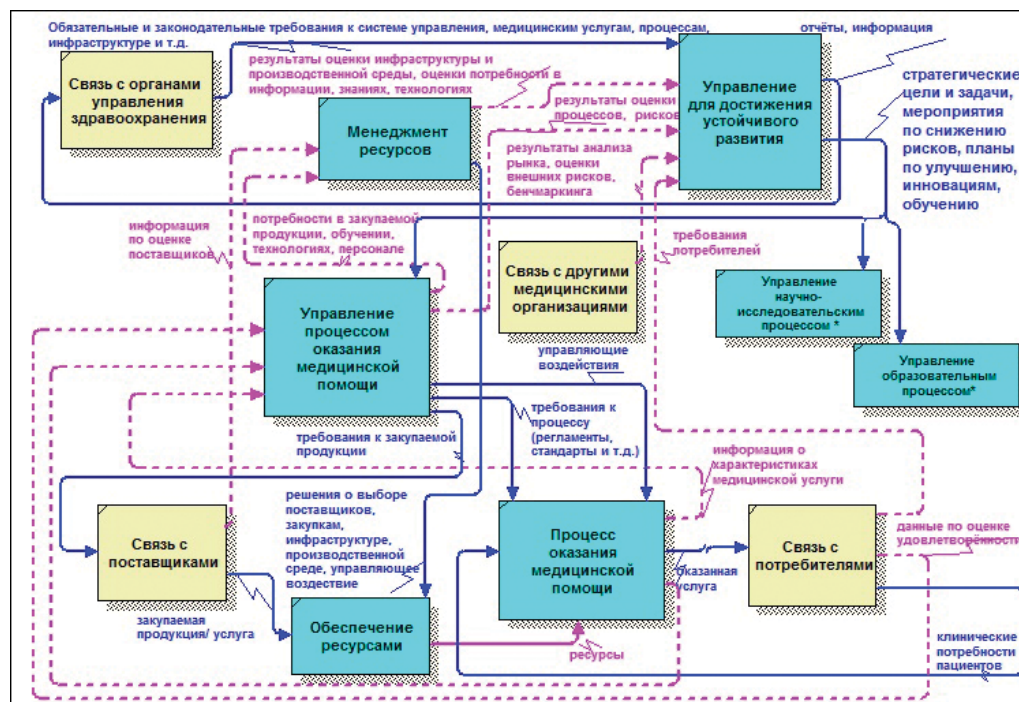 Обязательные и законодательные требования к системе управления, медицинским услугам, процессам,
инфраструктуре и т.д.
отчёты, информация
Связь с органами
управления
здравоохранения
результаты оценки инфраструктуры и
производственной среды, оценки потребности в
информации, знаниях, технологиях
Менеджмент
ресурсов
результаты оценки
процессов, рисков
результаты анализа
рынка, оценки
внешних рисков,
бенчмаркинга
Управление
для достижения
устойчивого
развития
стратегические
цели и задачи,
мероприятия
по снижению
рисков, планы
по улучшению,
инновациям,
обучению
информация
по оценке
поставщиков
потребности в закупаемой
продукции, обучении,
технологиях, персонале
требования
потребителей
Связь с другими
медицинскими
организациями
Управление
научно-
исследовательским
процессом *
Управление
процессом
оказания
медицинской
помощи
управляющие
воздействия
Управление
образовательным
процессом*
требования к закупаемой
продукции
требования к
процессу
(регламенты,
стандарты и т.д.)
информация о
характеристиках
медицинской услуги
решения о выборе
поставщиков,
закупкам,
инфраструктуре,
производственной
среде, управляющее
воздествие
Связь с
поставщиками
Процесс
оказания
медицинской
помощи
оказанная
услуга
Связь с
потребителями
данные по оценке
удовлетворённости
закупаемая
продукция/ услуга
Обеспечение
ресурсами
ресурсы
клинические
потребности
пациентов